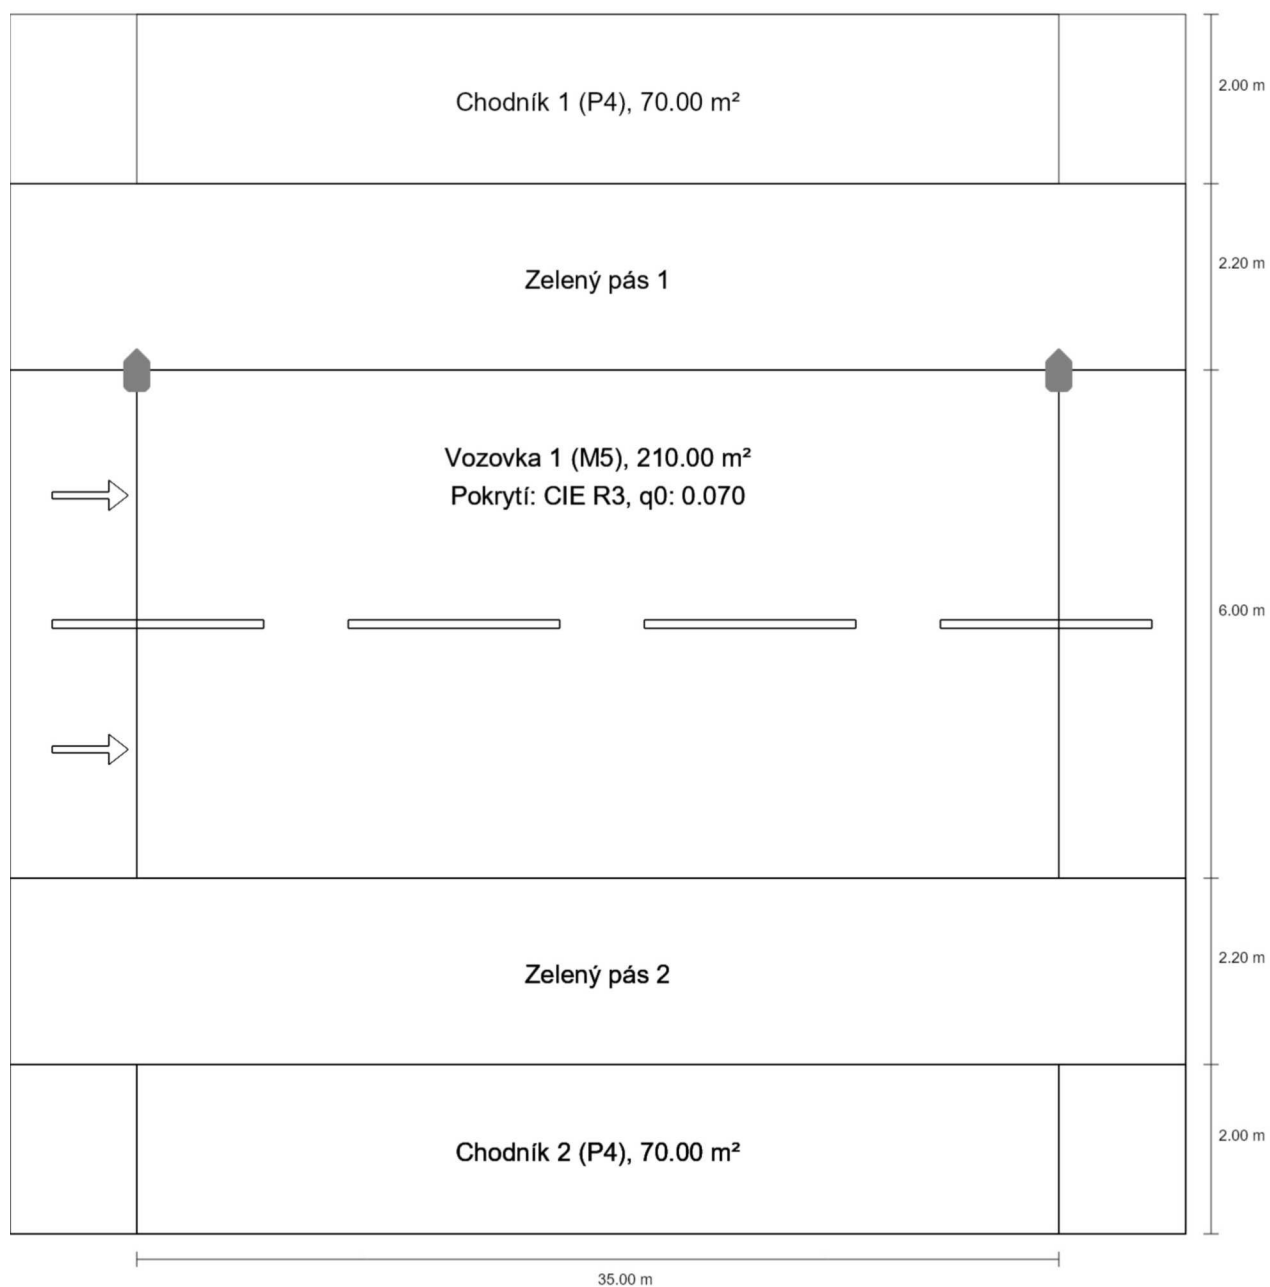 Chodník 1 (P4), 70.00 m²
2.00 m
Zelený pás 1
2.20 m
Vozovka 1 (M5), 210.00 m²
Pokrytí: CIE R3, q0: 0.070
6.00 m
Zelený pás 2
2.20 m
Chodník 2 (P4), 70.00 m²
2.00 m
35.00 m